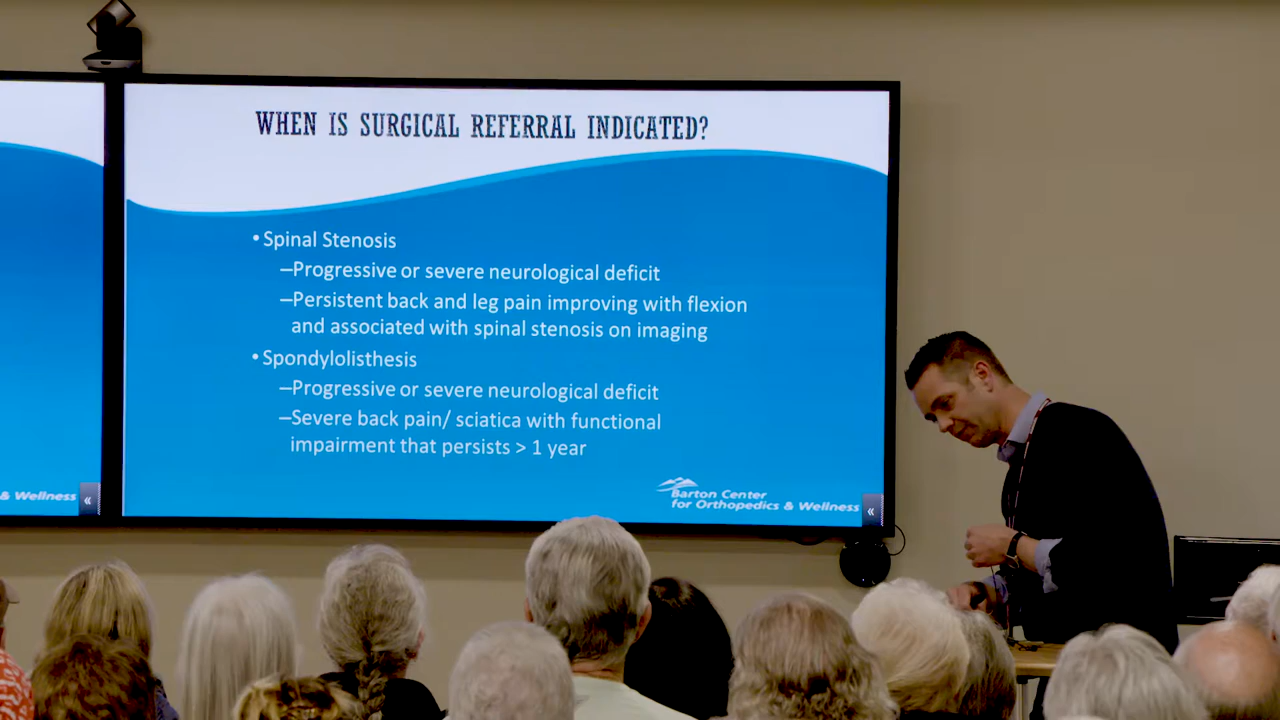 WHEN IS SURGICAL REFERRAL INDICATED?
• Spinal Stenosis
–Progressive or severe neurological deficit
–Persistent back and leg pain improving with flexion
and associated with spinal stenosis on imaging
• Spondylolisthesis
–Progressive or severe neurological deficit
–Severe back pain/ sciatica with functional
impairment that persists > 1 year
& Wellness
«
Barton Center
for Orthopedics & Wellness
«